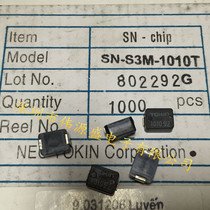 Item SN - chip
Model SN-S3M-1010T
Lot No. 802292G
Quantity 1000 pcs
Reel No
NEC TOKIN Corporation.
9.031206 Luyến